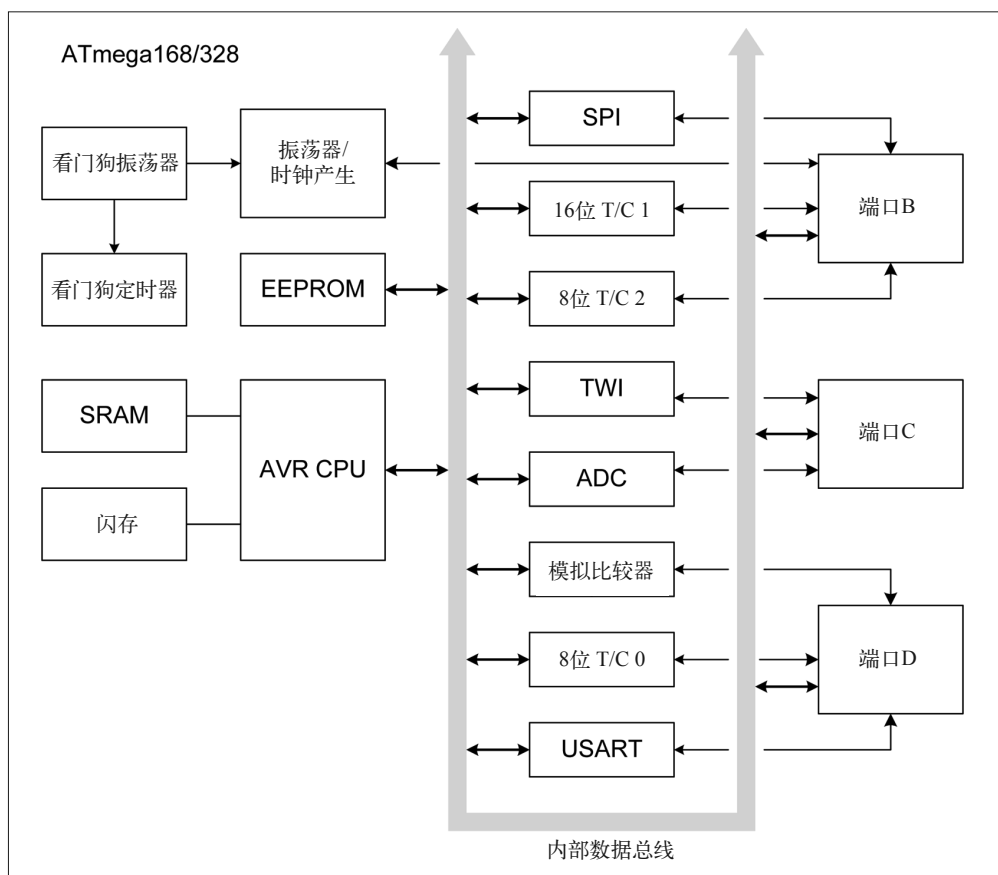 ATmega168/328
看门狗振荡器
振荡器/
时钟产生
SPI
16位 T/C 1
端口B
看门狗定时器
EEPROM
8位 T/C 2
SRAM
AVR CPU
闪存
TWI
ADC
端口C
模拟比较器
8位 T/C 0
端口D
USART
内部数据总线